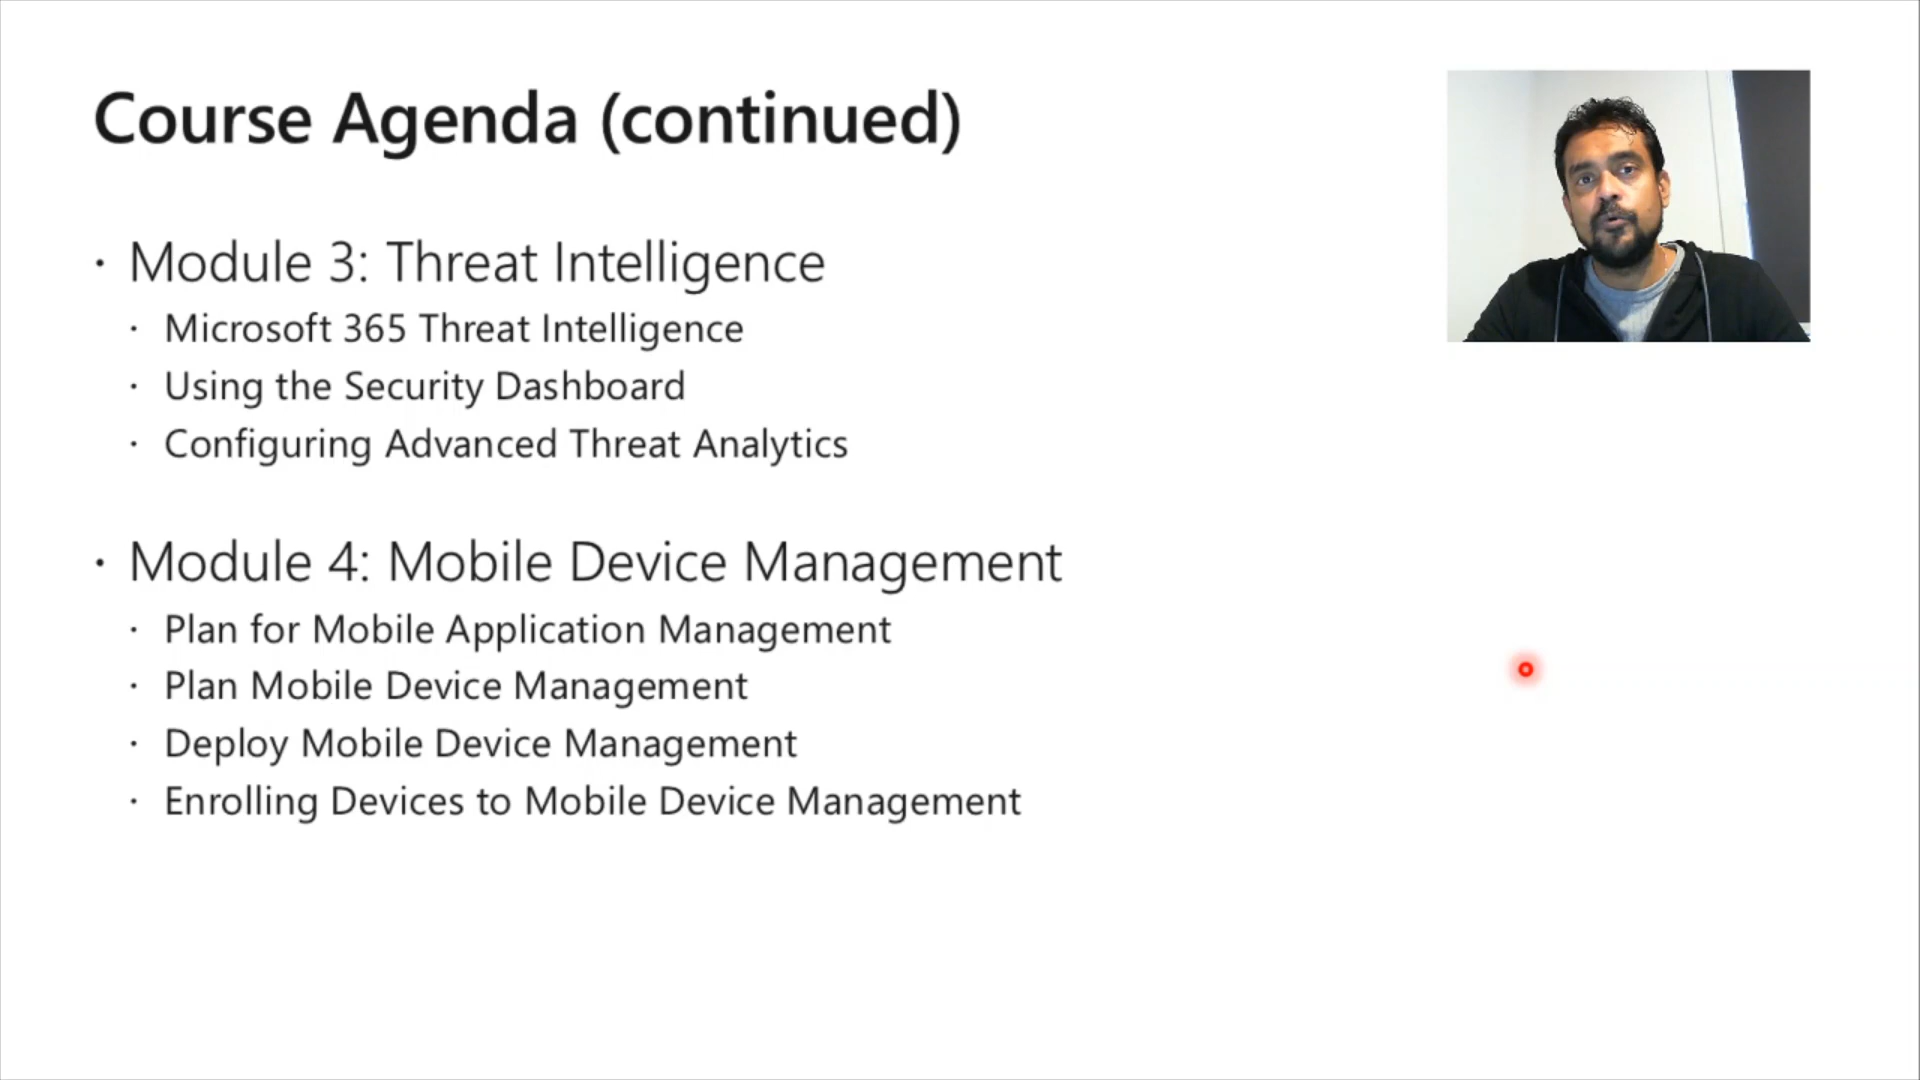 Course Agenda (continued)
· Module 3: Threat Intelligence
· Microsoft 365 Threat Intelligence
· Using the Security Dashboard
· Configuring Advanced Threat Analytics
· Module 4: Mobile Device Management
· Plan for Mobile Application Management
· Plan Mobile Device Management
· Deploy Mobile Device Management
· Enrolling Devices to Mobile Device Management